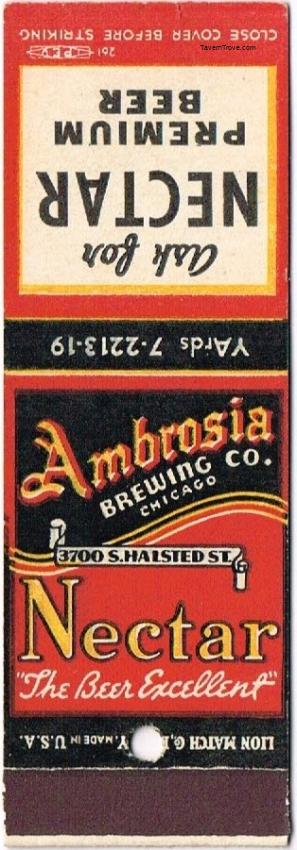 CLOSE COVER BEFORE STRIKING
261
TavernTrove.com
ask for
NECTAR
PREMIUM
BEER
YArds 7-2213-19
Ambrosia
BREWING CO.
CHICAGO
3700 S. HALSTED ST.
Nectar
"The Beer Excellent"
LION MATCH Y. MADE IN U.S.A.